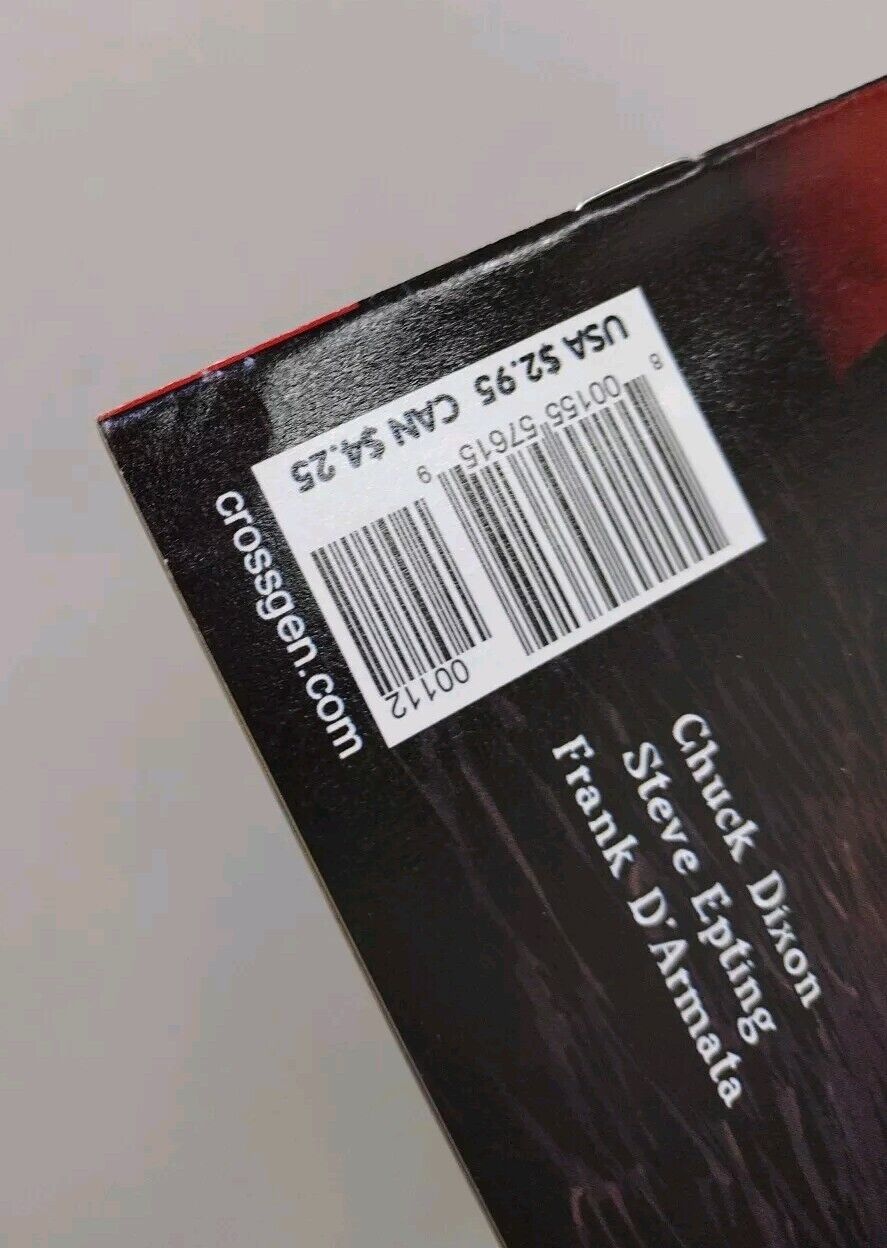 USA $2.95 CAN $4.25
8 00155 57615 9
00112
crossgen.com
Chuck Dixon
Steve Epting
Frank D'Armata